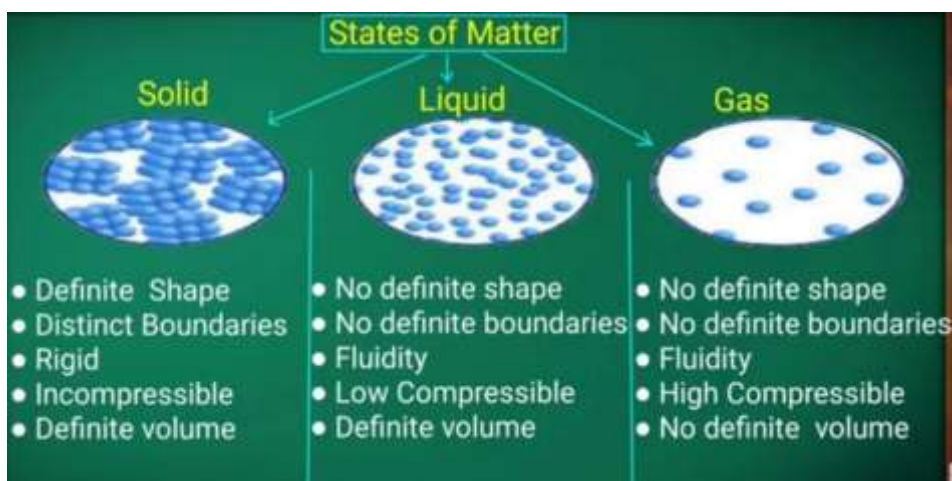 States of Matter
Solid
Liquid
Gas
● Definite Shape
● Distinct Boundaries
● Rigid
● Incompressible
● Definite volume
● No definite shape
● No definite boundaries
● Fluidity
● Low Compressible
● Definite volume
● No definite shape
● No definite boundaries
● Fluidity
● High Compressible
● No definite volume